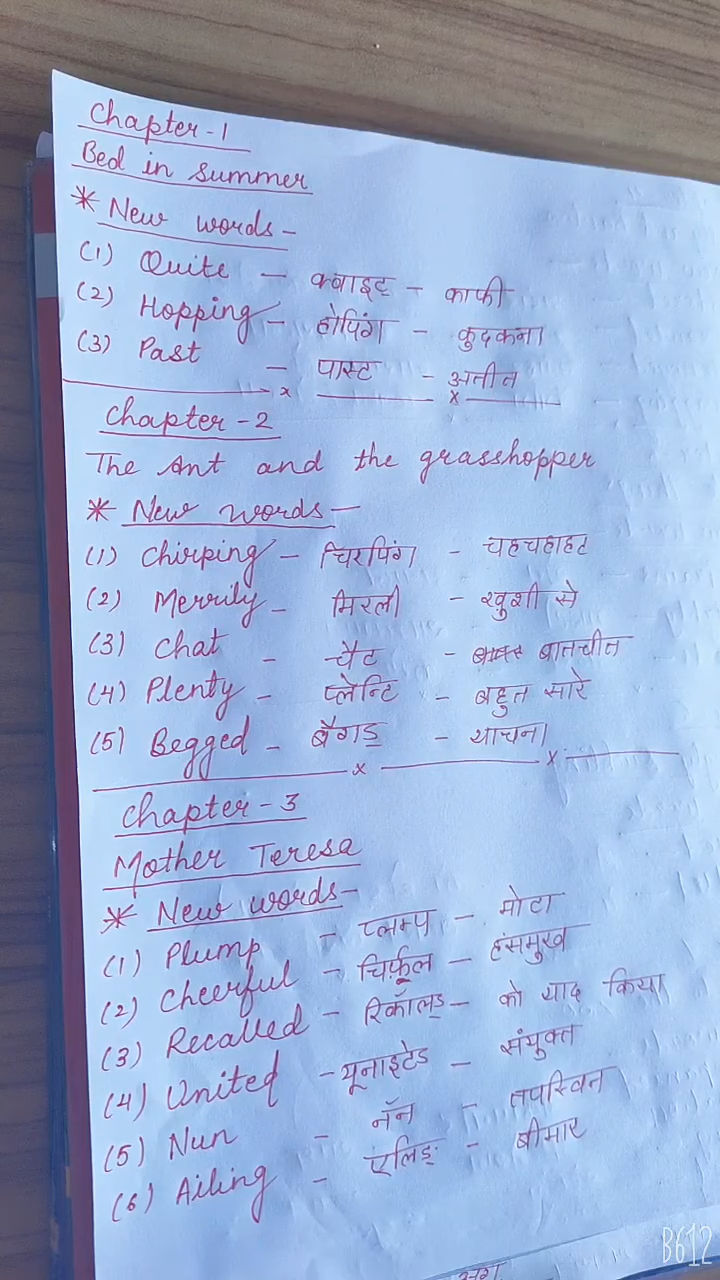 Chapter-1
Bed in summer
* New words -
(1) Quite - क्वाइट् - काफी
(2) Hopping - होपिंग - कुदकना
(3) Past - पास्ट - अतीत
x x
Chapter-2
The Ant and the grasshopper
* New words -
(1) Chirping - चिरपिंग - चहचहाहट
(2) Merrily - मिरली - खुशी से
(3) Chat - चैट - बातचीत
(4) Plenty - प्लेन्टि - बहुत सारे
(5) Begged - बैगड् - याचना
x x
Chapter-3
Mother Teresa
* New words -
(1) Plump - प्लम्प् - मोटा
(2) Cheerful - चिर्फूल - हंसमुख
(3) Recalled - रिकॉल्ड् - को याद किया
(4) United - यूनाइटेड - संयुक्त
(5) Nun - नॅन - तपस्विन
(6) Ailing - एलिङ् - बीमार
B612